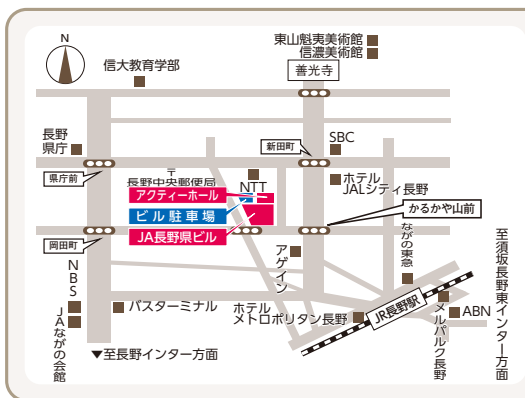 N
東山魁夷美術館
信濃美術館
善光寺
信大教育学部
長野
県庁
県庁前
新田町
SBC
〒
長野中央郵便局
NTT
ホテル
JALシティ長野
アクティーホール
ビル駐車場
JA長野県ビル
かるかや山前
岡田町
NBS
JAながの会館
バスターミナル
アゲイン
ホテル
メトロポリタン長野
ながの東急
JR長野駅
メルパルク長野
ABN
至須坂長野東インター方面
▼至長野インター方面